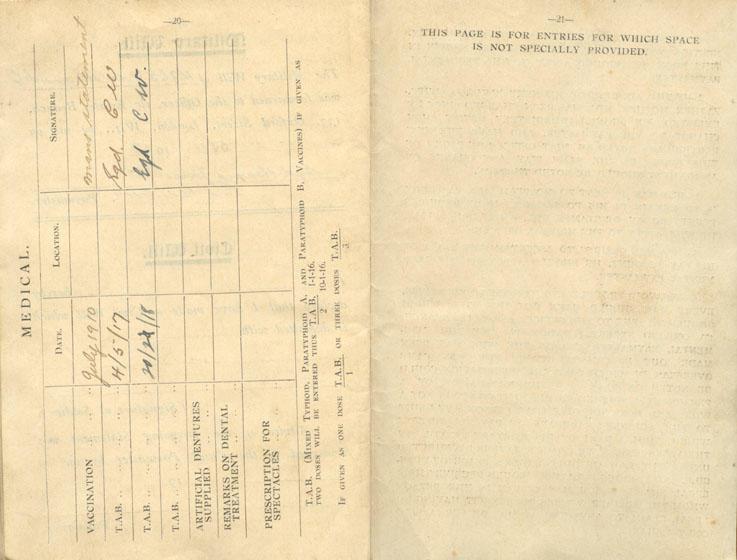 —20—
MEDICAL.
DATE. LOCATION. SIGNATURE.
VACCINATION .. .. July 1910 mans statement
T.A.B. .. .. .. 4/5/17 Sgd C W
T.A.B. .. .. .. Sgd C. W.
T.A.B. .. .. ..
ARTIFICIAL DENTURES
SUPPLIED .. ..
REMARKS ON DENTAL
TREATMENT .. ..
PRESCRIPTION FOR
SPECTACLES .. ..
T.A.B. (MIXED TYPHOID, PARATYPHOID A. AND PARATYPHOID B. VACCINES) IF GIVEN AS
TWO DOSES WILL BE ENTERED THUS T.A.B. 1-1-16.
2 10-1-16.
IF GIVEN AS ONE DOSE T.A.B. OR THREE DOSES T.A.B.
1 3
—21—
THIS PAGE IS FOR ENTRIES FOR WHICH SPACE
IS NOT SPECIALLY PROVIDED.